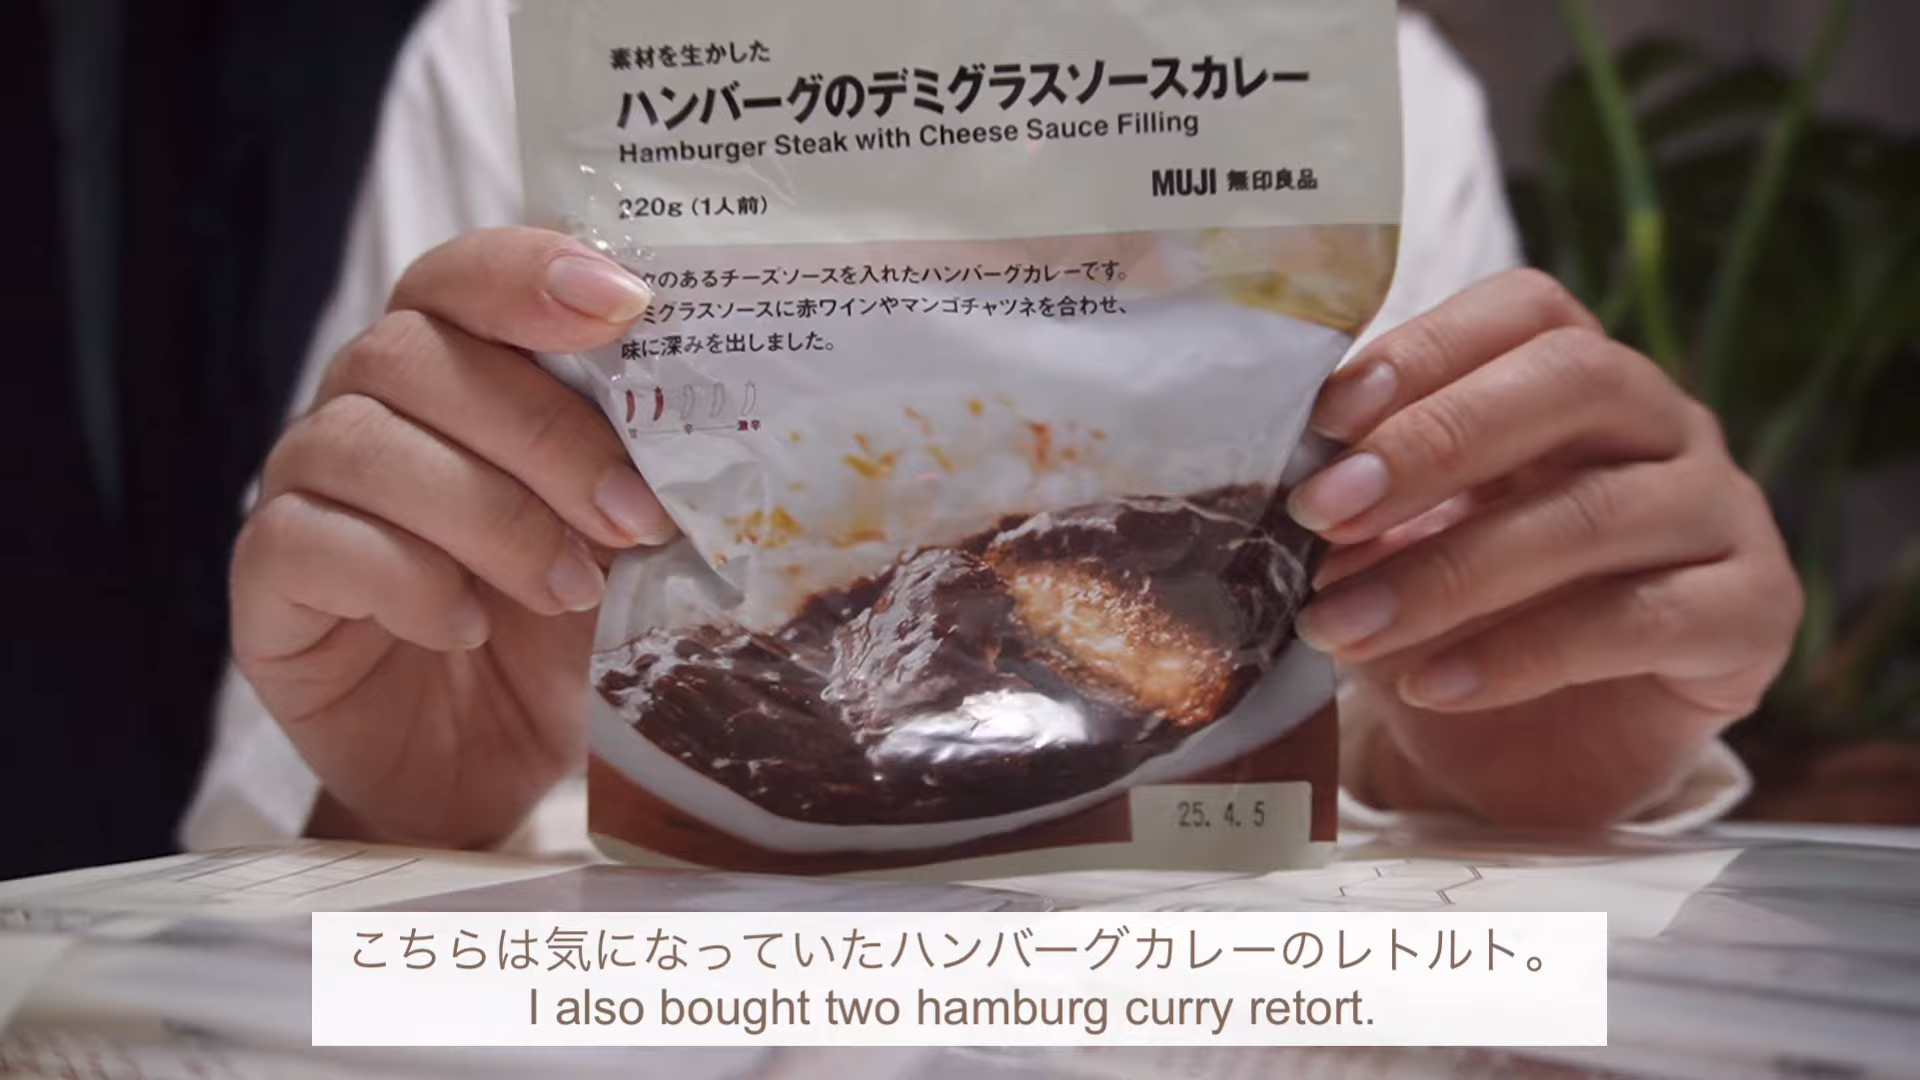 素材を生かした
ハンバーグのデミグラスソースカレー
Hamburger Steak with Cheese Sauce Filling
MUJI 無印良品
220g（1人前）
のあるチーズソースを入れたハンバーグカレーです。
ミグラスソースに赤ワインやマンゴチャツネを合わせ、
味に深みを出しました。
辛 激辛
25. 4. 5
こちらは気になっていたハンバーグカレーのレトルト。
I also bought two hamburg curry retort.